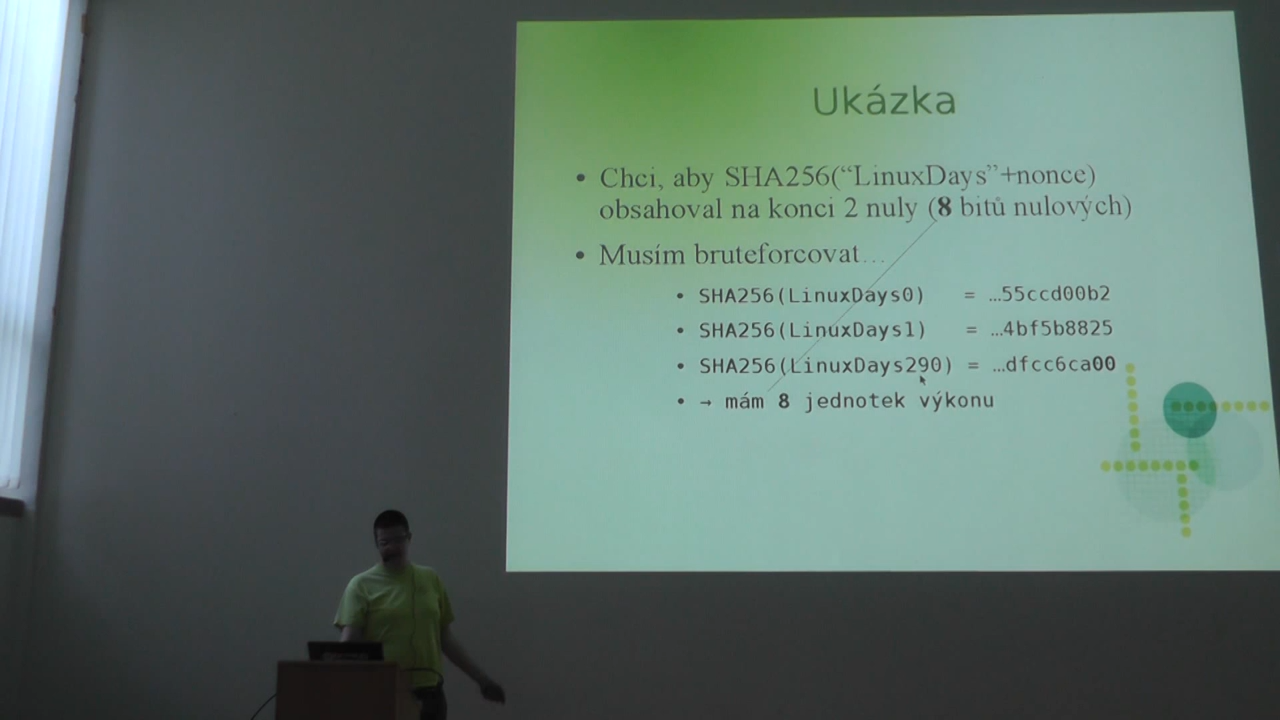 Ukázka
• Chci, aby SHA256(“LinuxDays”+nonce)
obsahoval na konci 2 nuly (8 bitů nulových)
• Musím bruteforcovat…
• SHA256(LinuxDays0) = …55ccd00b2
• SHA256(LinuxDays1) = …4bf5b8825
• SHA256(LinuxDays290) = …dfcc6ca00
• → mám 8 jednotek výkonu